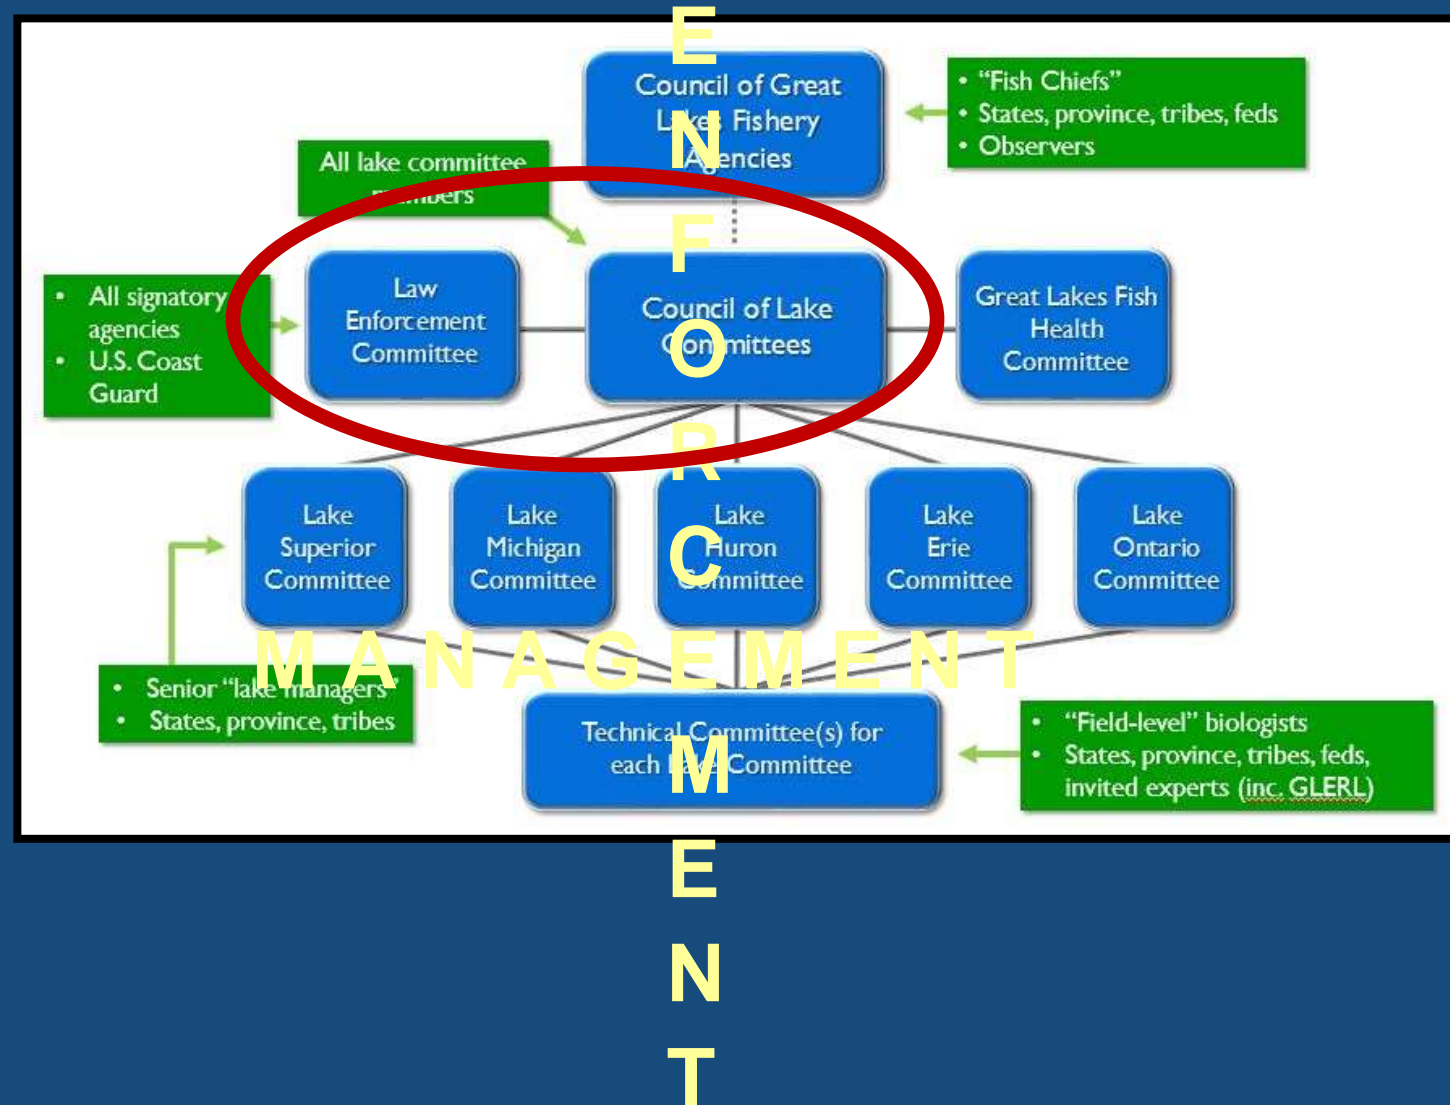 Council of Great
Lakes Fishery
Agencies
• “Fish Chiefs”
• States, province, tribes, feds
• Observers
All lake committee
members
• All signatory
agencies
• U.S. Coast
Guard
Law
Enforcement
Committee
Council of Lake
Committees
Great Lakes Fish
Health
Committee
Lake
Superior
Committee
Lake
Michigan
Committee
Lake
Huron
Committee
Lake
Erie
Committee
Lake
Ontario
Committee
• Senior “lake managers”
• States, province, tribes
Technical Committee(s) for
each Lake Committee
• “Field-level” biologists
• States, province, tribes, feds,
invited experts (inc. GLERL)
E
N
F
O
R
C
M A N A G E M E N T
M
E
N
T